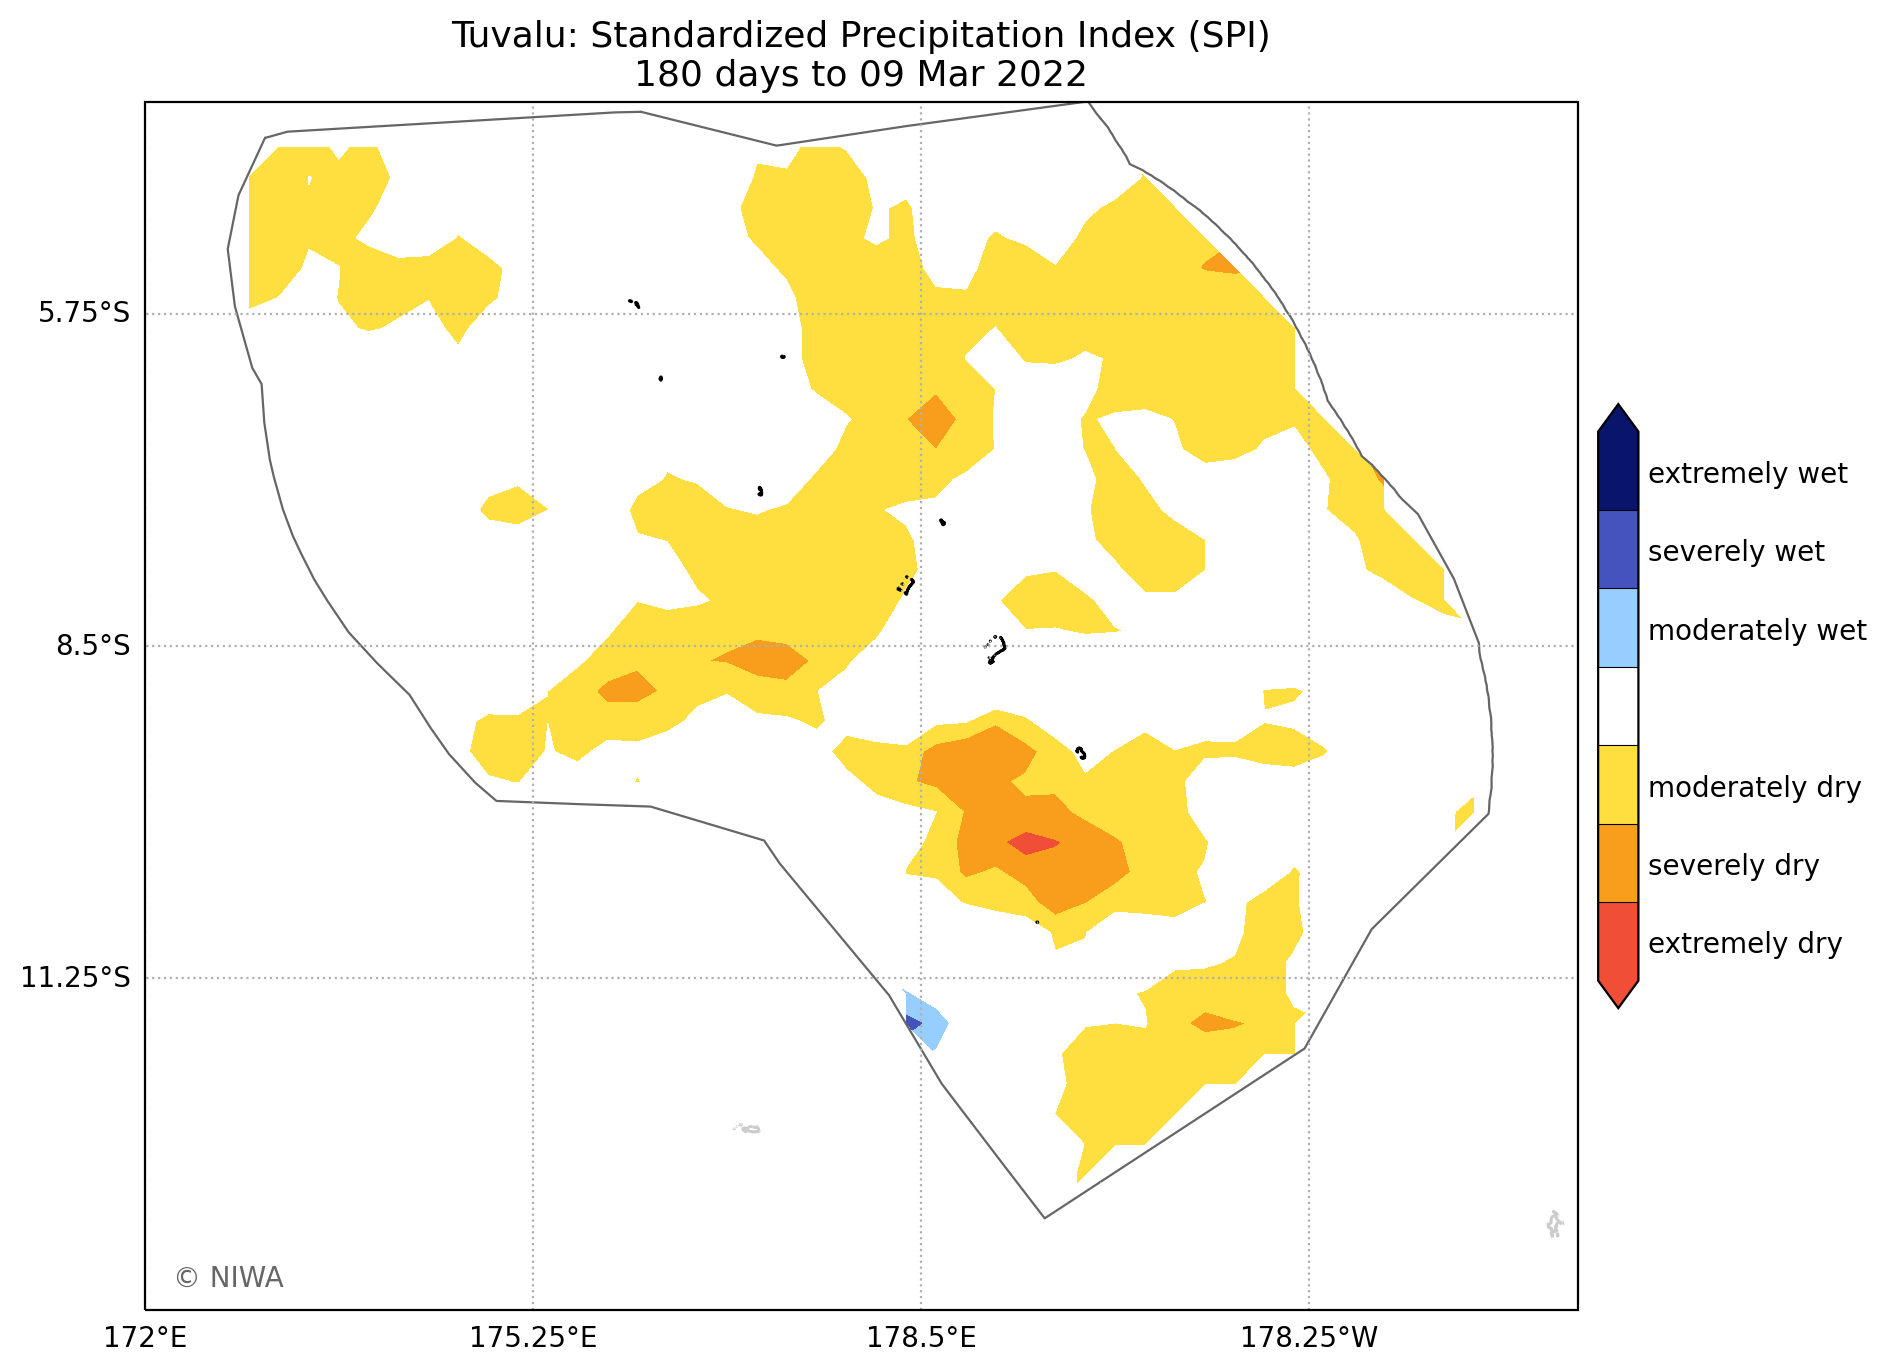 Tuvalu: Standardized Precipitation Index (SPI)
180 days to 09 Mar 2022
5.75°S
8.5°S
11.25°S
172°E
175.25°E
178.5°E
178.25°W
extremely wet
severely wet
moderately wet
moderately dry
severely dry
extremely dry
© NIWA